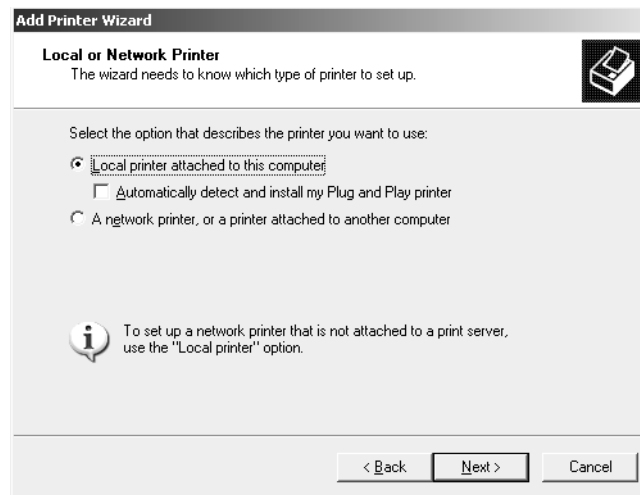 Add Printer Wizard
Local or Network Printer
The wizard needs to know which type of printer to set up.
Select the option that describes the printer you want to use:
Local printer attached to this computer
Automatically detect and install my Plug and Play printer
A network printer, or a printer attached to another computer
To set up a network printer that is not attached to a print server,
use the "Local printer" option.
< Back Next > Cancel